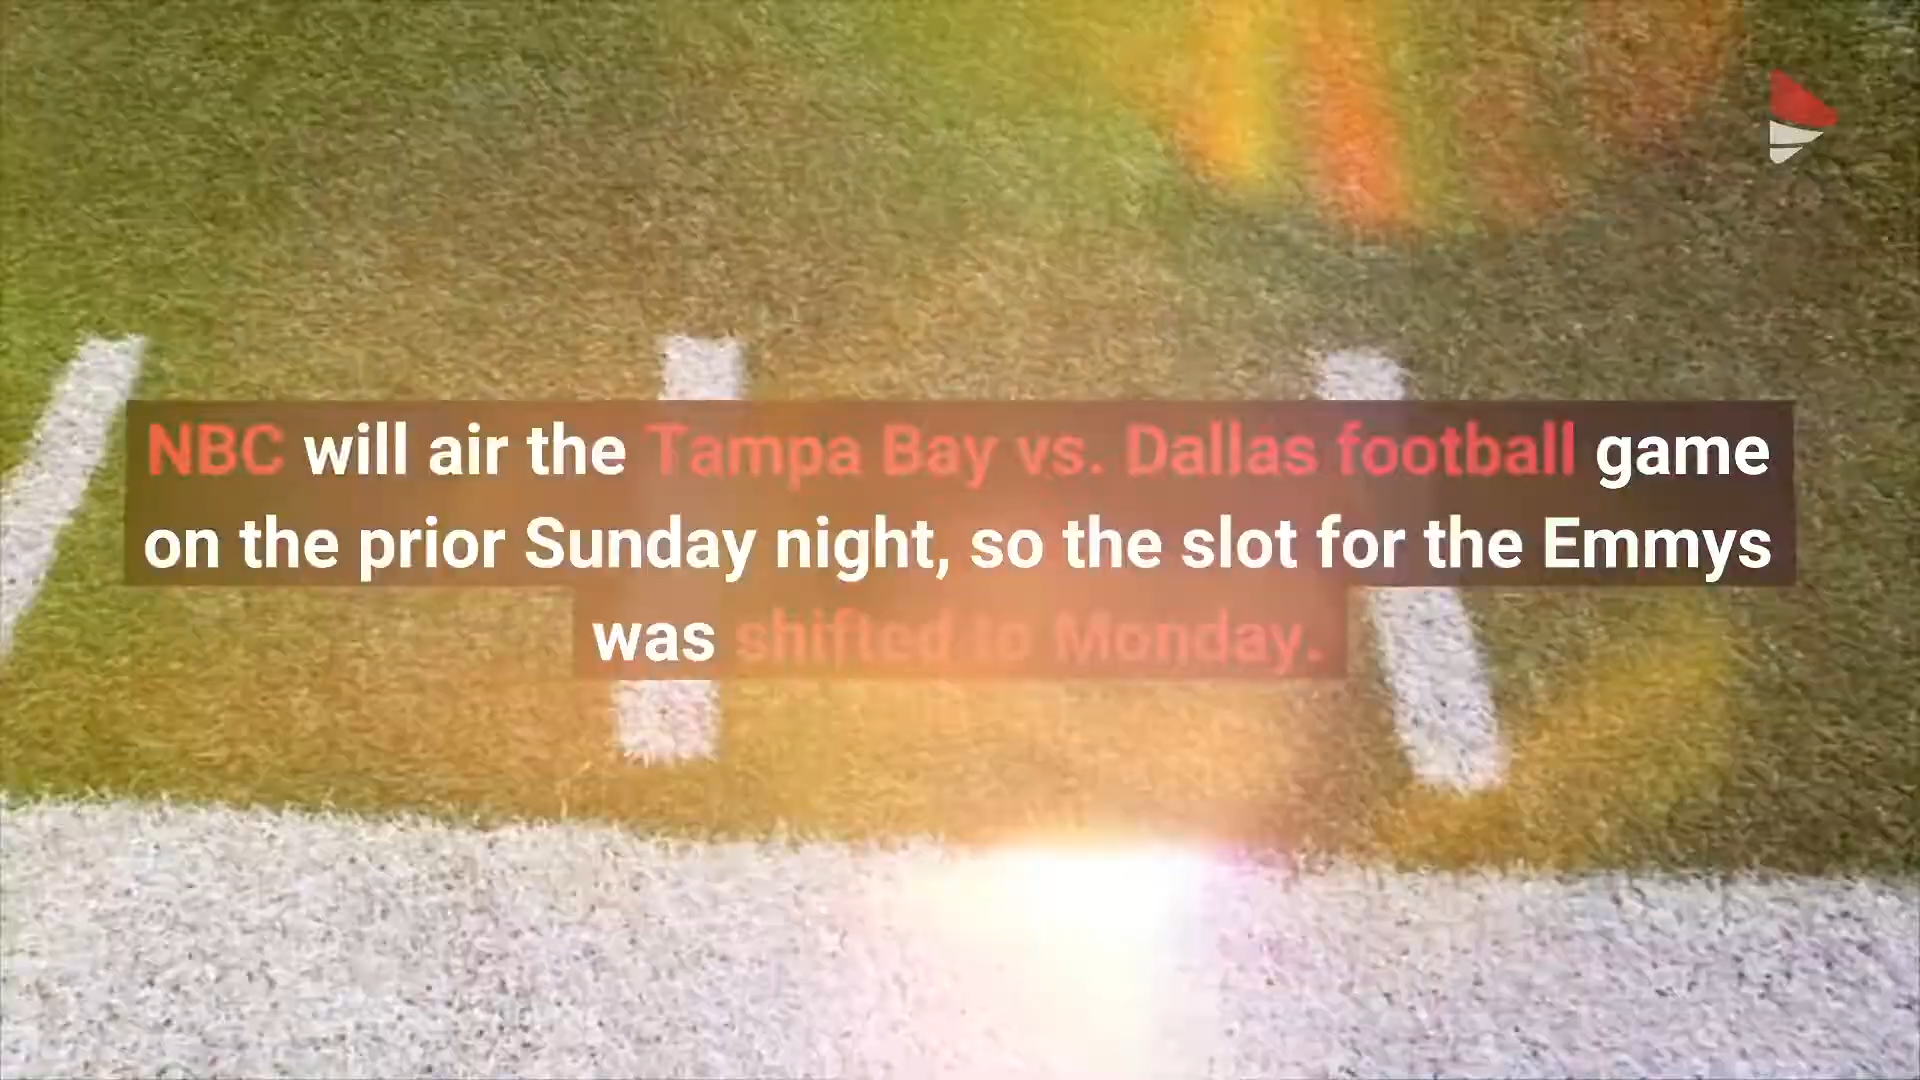 NBC will air the Tampa Bay vs. Dallas football game
on the prior Sunday night, so the slot for the Emmys
was shifted to Monday.